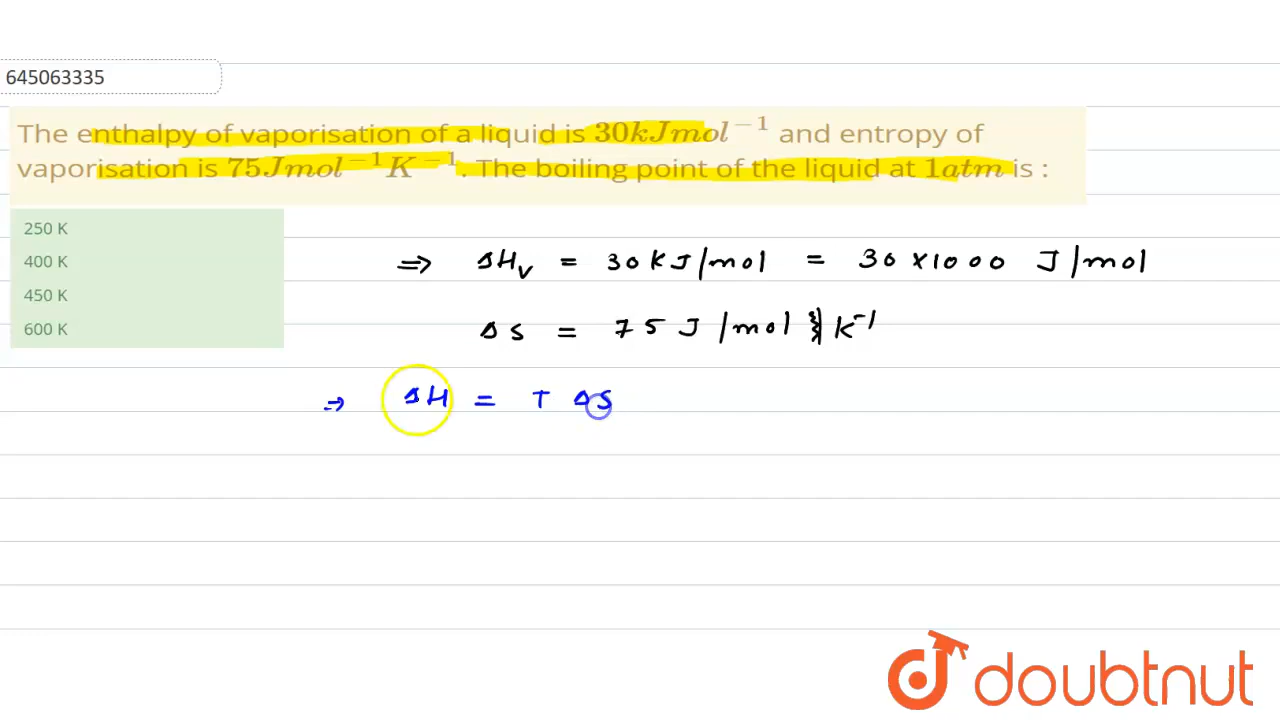 645063335
The enthalpy of vaporisation of a liquid is 30kJmol⁻¹ and entropy of
vaporisation is 75Jmol⁻¹K⁻¹. The boiling point of the liquid at 1atm is :
250 K
400 K
450 K
600 K
⇒ ΔHᵥ = 30 KJ/mol = 30×1000 J/mol
ΔS = 75 J/mol K⁻¹
⇒ ΔH = T ΔS
doubtnut